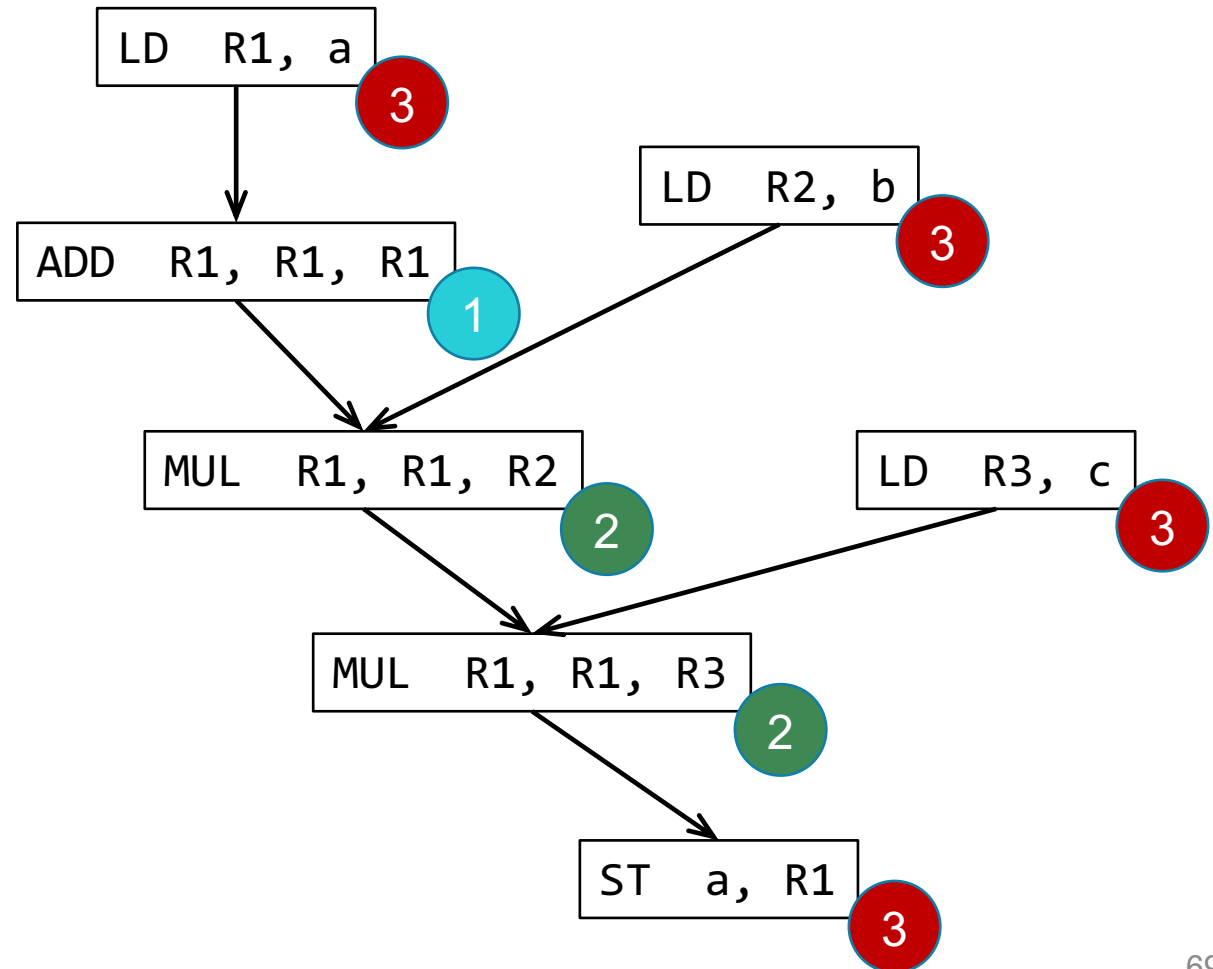 LD R1, a
3
LD R2, b
3
ADD R1, R1, R1
1
MUL R1, R1, R2
2
LD R3, c
3
MUL R1, R1, R3
2
ST a, R1
3
69